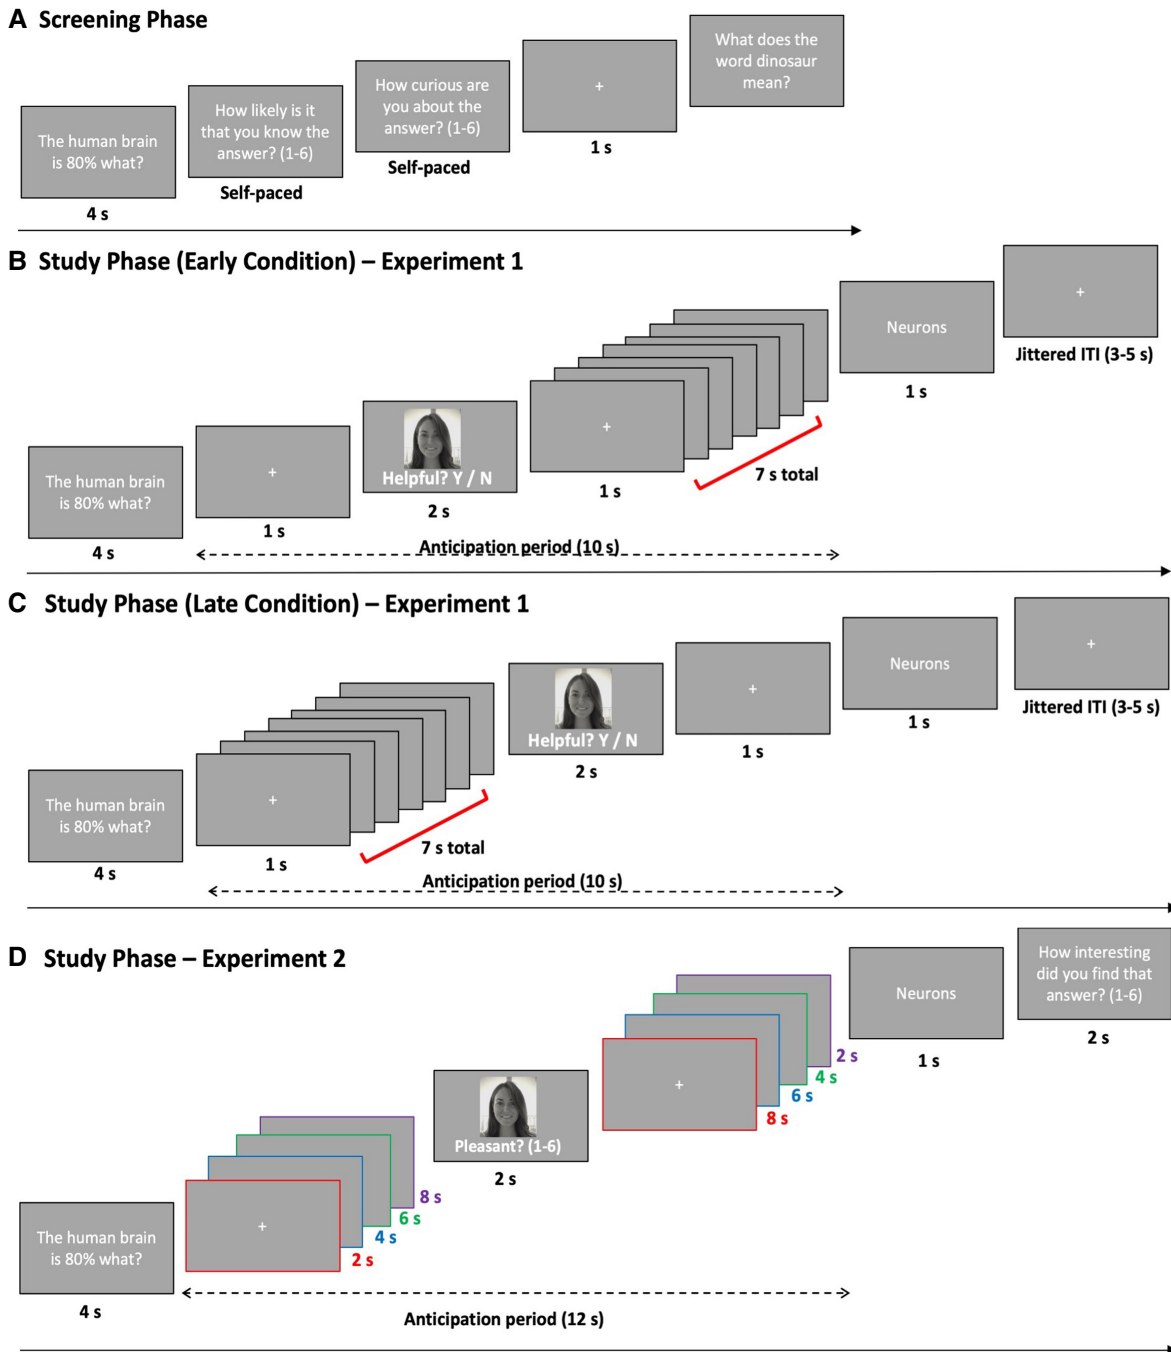 A Screening Phase
The human brain
is 80% what?
4 s
How likely is it
that you know the
answer? (1-6)
Self-paced
How curious are
you about the
answer? (1-6)
Self-paced
+
1 s
What does the
word dinosaur
mean?
B Study Phase (Early Condition) – Experiment 1
The human brain
is 80% what?
4 s
+
1 s
Helpful? Y / N
2 s
+
1 s
7 s total
Neurons
1 s
+
Jittered ITI (3-5 s)
Anticipation period (10 s)
C Study Phase (Late Condition) – Experiment 1
The human brain
is 80% what?
4 s
+
1 s
7 s total
Helpful? Y / N
2 s
+
1 s
Neurons
1 s
+
Jittered ITI (3-5 s)
Anticipation period (10 s)
D Study Phase – Experiment 2
The human brain
is 80% what?
4 s
+
2 s
4 s
6 s
8 s
Pleasant? (1-6)
2 s
+
8 s
6 s
4 s
2 s
Neurons
1 s
How interesting
did you find that
answer? (1-6)
2 s
Anticipation period (12 s)